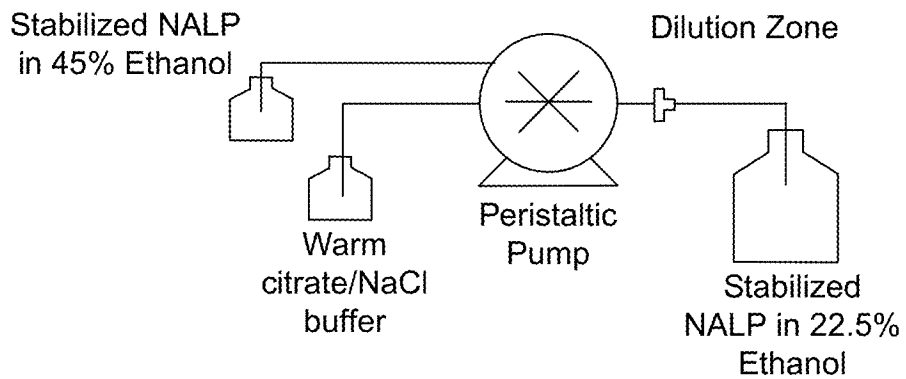 Stabilized NALP
in 45% Ethanol
Dilution Zone
Warm
citrate/NaCl
buffer
Peristaltic
Pump
Stabilized
NALP in 22.5%
Ethanol